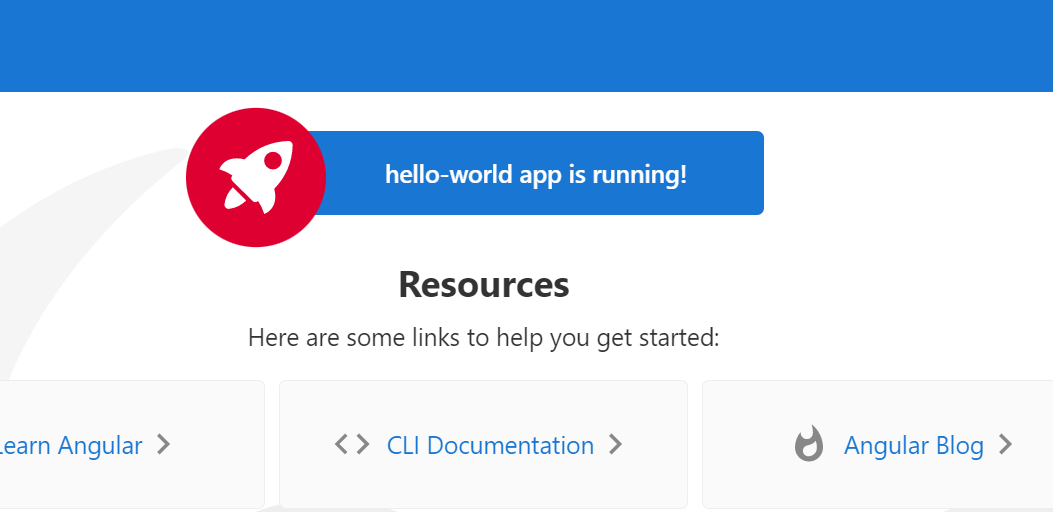 hello-world app is running!
Resources
Here are some links to help you get started:
Learn Angular
CLI Documentation
Angular Blog